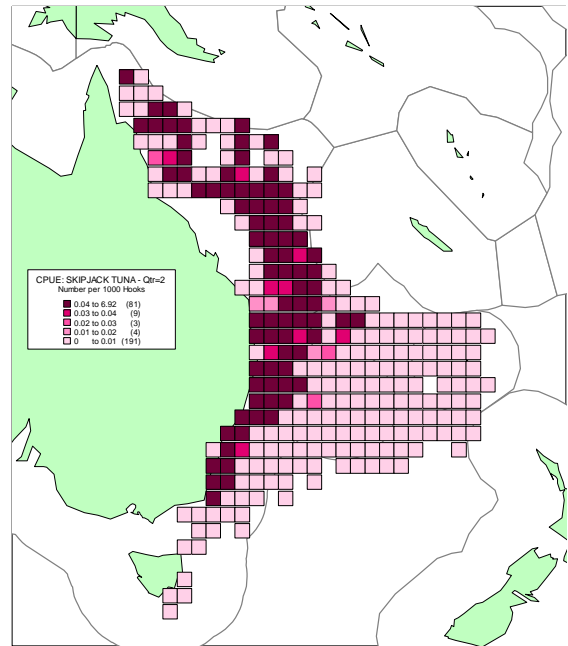 CPUE: SKIPJACK TUNA - Qtr=2
Number per 1000 Hooks
0.04 to 6.92 (81)
0.03 to 0.04 (9)
0.02 to 0.03 (3)
0.01 to 0.02 (4)
0 to 0.01 (191)